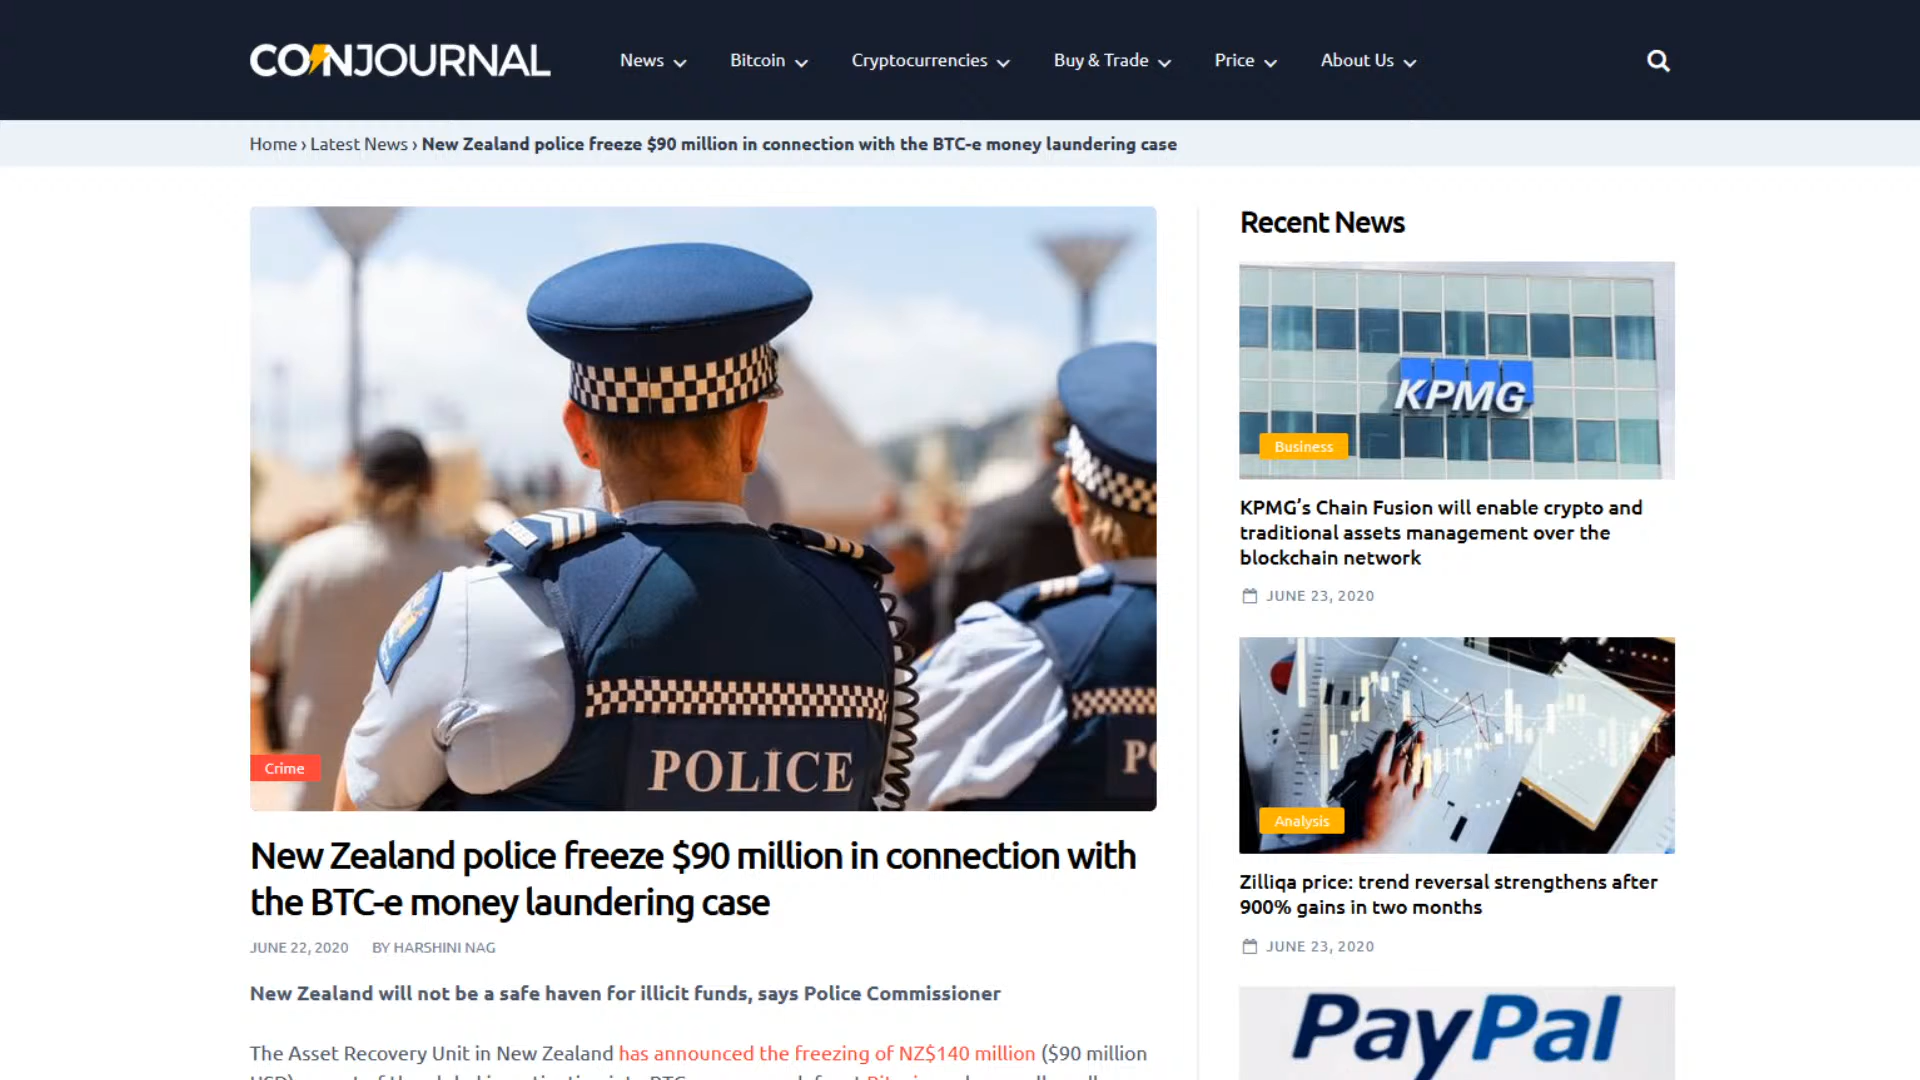 COINJOURNAL
News
Bitcoin
Cryptocurrencies
Buy & Trade
Price
About Us
Home › Latest News › New Zealand police freeze $90 million in connection with the BTC-e money laundering case
POLICE
PO
Crime
New Zealand police freeze $90 million in connection with
the BTC-e money laundering case
JUNE 22, 2020 BY HARSHINI NAG
New Zealand will not be a safe haven for illicit funds, says Police Commissioner
The Asset Recovery Unit in New Zealand has announced the freezing of NZ$140 million ($90 million
Recent News
KPMG
Business
KPMG’s Chain Fusion will enable crypto and
traditional assets management over the
blockchain network
JUNE 23, 2020
Analysis
Zilliqa price: trend reversal strengthens after
900% gains in two months
JUNE 23, 2020
PayPal